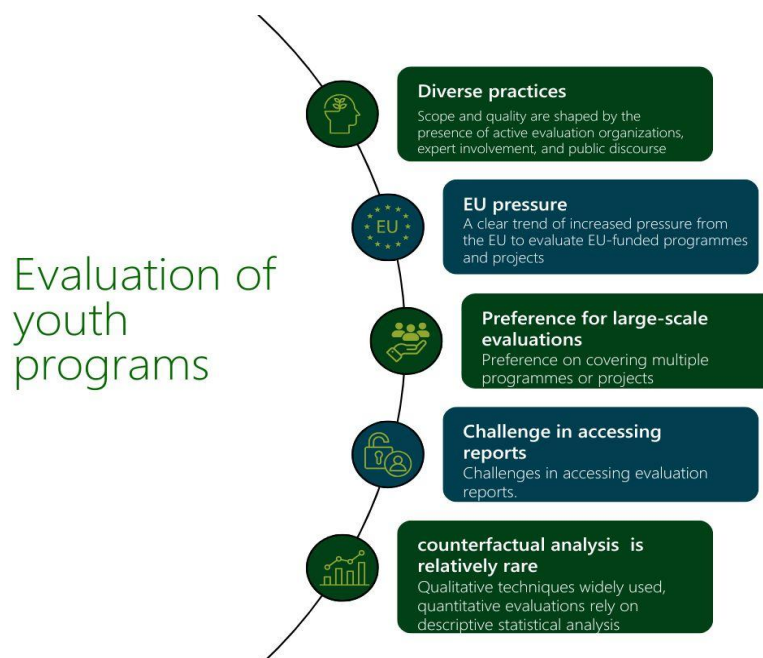 Evaluation of
youth
programs
Diverse practices
Scope and quality are shaped by the
presence of active evaluation organizations,
expert involvement, and public discourse
EU
EU pressure
A clear trend of increased pressure from
the EU to evaluate EU-funded programmes
and projects
Preference for large-scale
evaluations
Preference on covering multiple
programmes or projects
Challenge in accessing
reports
Challenges in accessing evaluation
reports.
counterfactual analysis is
relatively rare
Qualitative techniques widely used,
quantitative evaluations rely on
descriptive statistical analysis